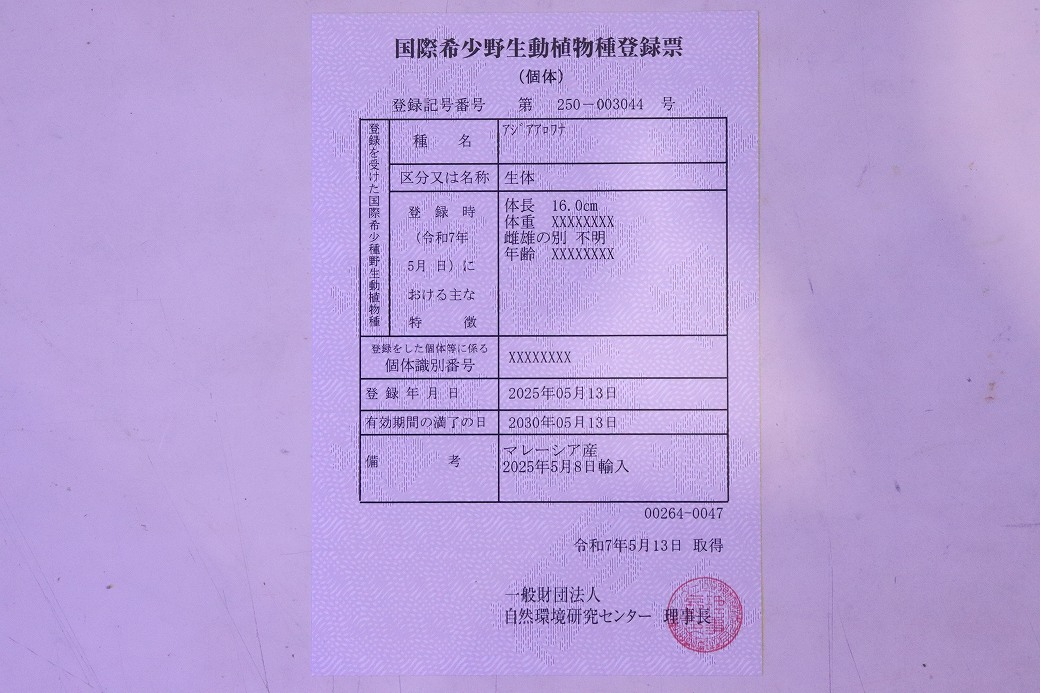 国際希少野生動植物種登録票
（個体）
登録記号番号　第　250－003044　号
登録を受けた国際希少種野生動植物種
種　名　ｱｼﾞｱｱﾛﾜﾅ
区分又は名称　生体
登　録　時
（令和7年
5月 日）に
おける主な
特　　徴
体長　16.0cm
体重　XXXXXXXX
雌雄の別 不明
年齢　XXXXXXXX
登録をした個体等に係る
個体識別番号　XXXXXXXX
登 録 年 月 日　2025年05月13日
有効期間の満了の日　2030年05月13日
備　考
マレーシア産
2025年5月8日輸入
00264-0047
令和7年5月13日 取得
一般財団法人
自然環境研究センター　理事長